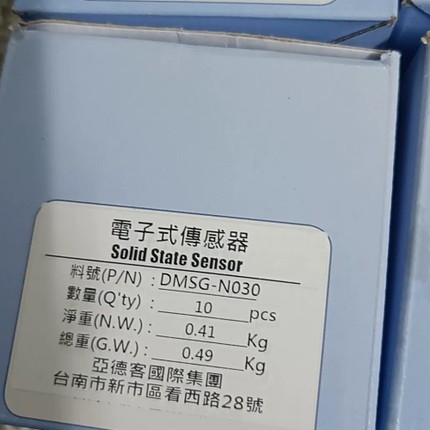 電子式傳感器
Solid State Sensor
料號(P/N) : DMSG-N030
數量(Q'ty) : 10 pcs
淨重(N.W.) : 0.41 Kg
總重(G.W.) : 0.49 Kg
亞德客國際集團
台南市新市區看西路28號